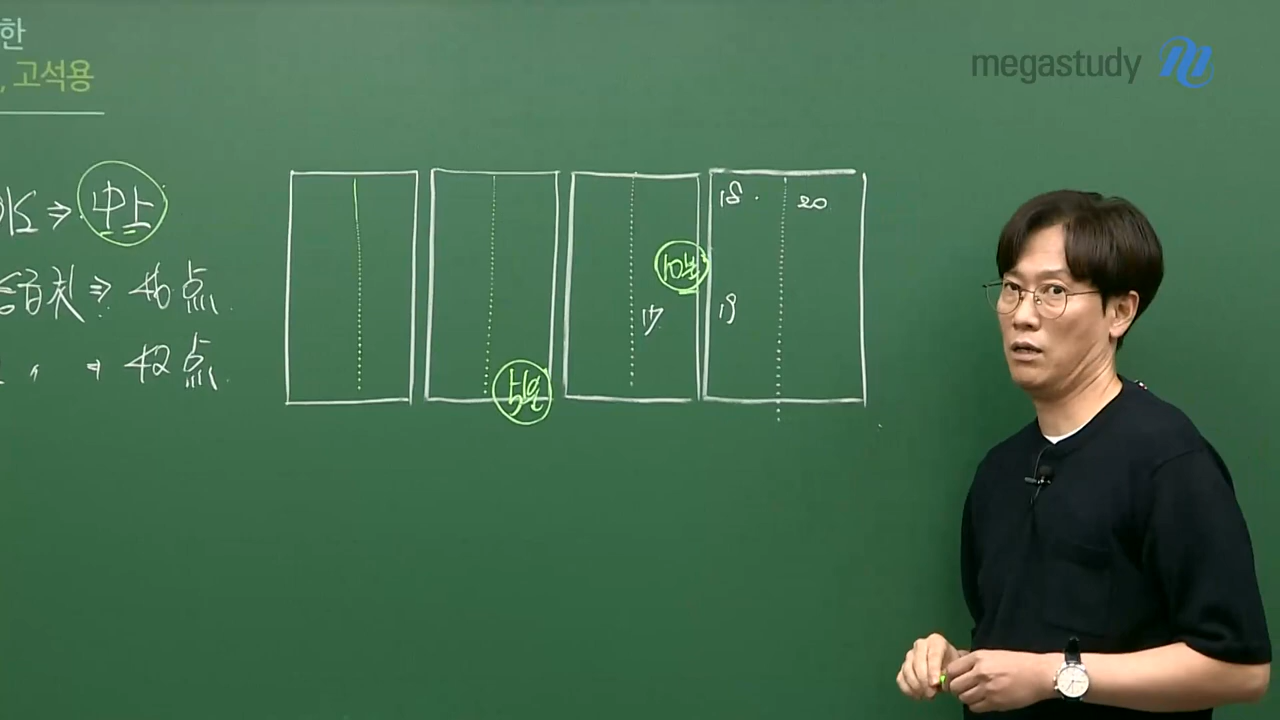 한
megastudy
, 고석용
⇒ 中上
⇒ 46点
⇒ 42点
18. 20
10분
17 19
5분